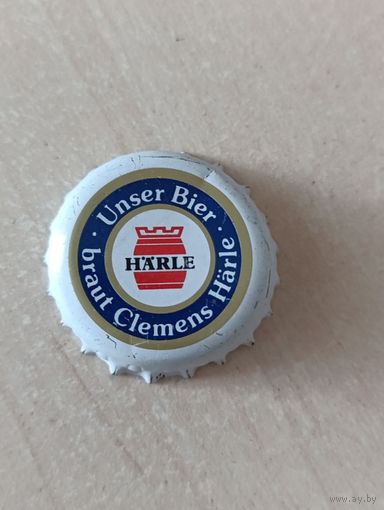 · Unser Bier ·
braut Clemens Härle
HÄRLE
www.ay.by